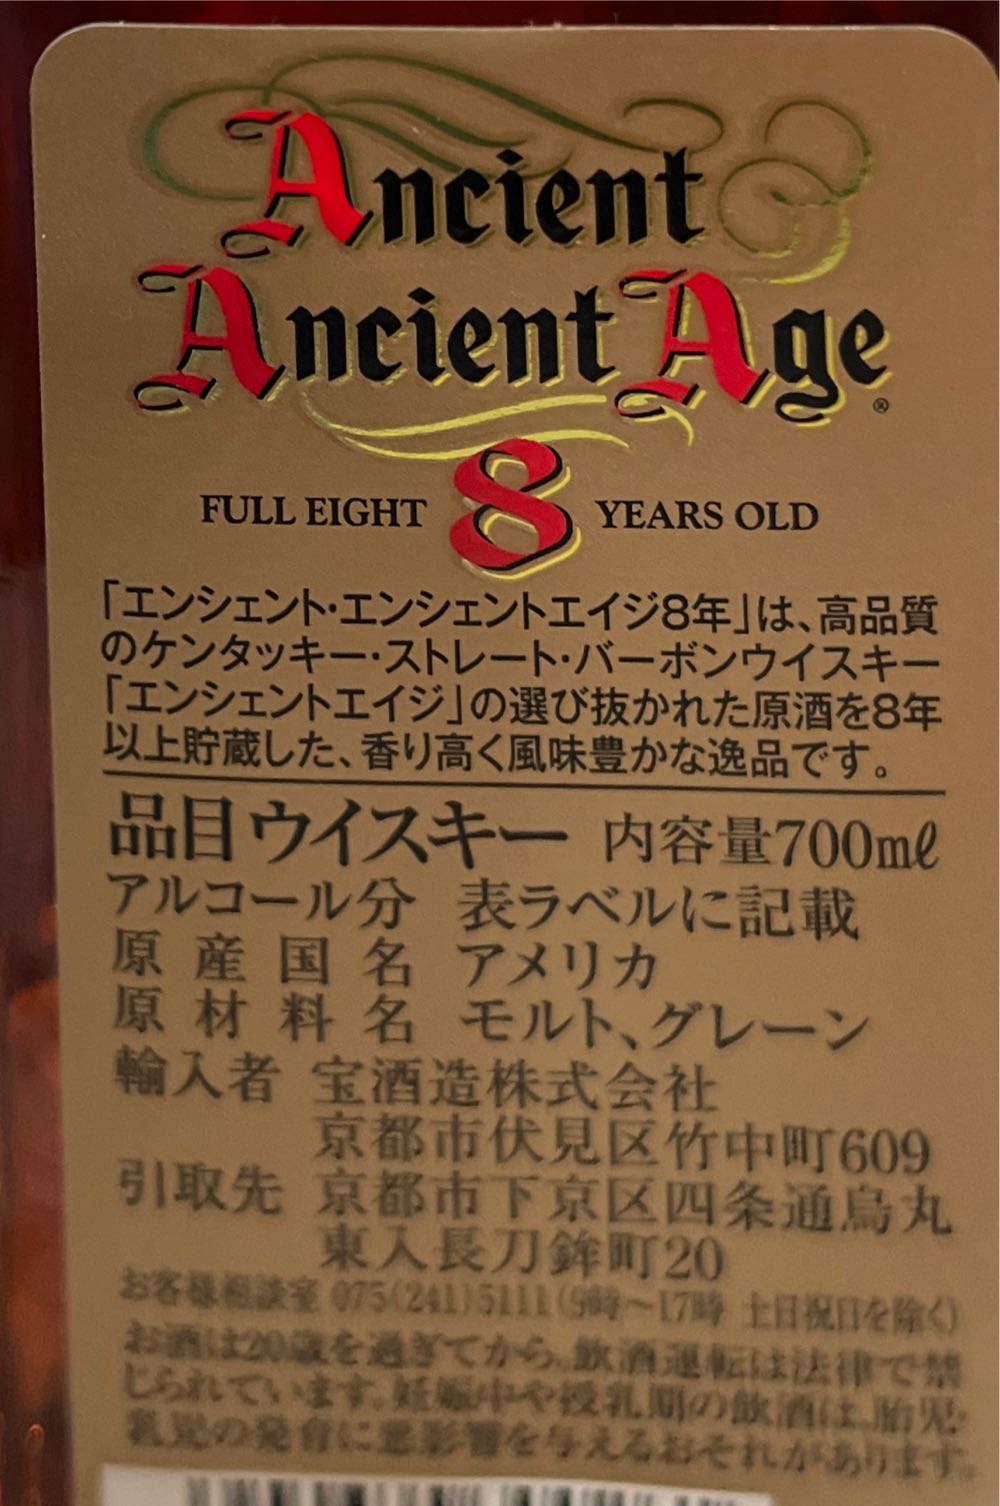 Ancient
Ancient Age
®
FULL EIGHT 8 YEARS OLD
「エンシェント・エンシェントエイジ8年」は、高品質
のケンタッキー・ストレート・バーボンウイスキー
「エンシェントエイジ」の選び抜かれた原酒を8年
以上貯蔵した、香り高く風味豊かな逸品です。
品目ウイスキー 内容量700mℓ
アルコール分 表ラベルに記載
原産国名 アメリカ
原材料名 モルト、グレーン
輸入者 宝酒造株式会社
京都市伏見区竹中町609
引取先 京都市下京区四条通烏丸
東入長刀鉾町20
お客様相談室 075(241)5111(9時～17時 土日祝日を除く)
お酒は20歳を過ぎてから。飲酒運転は法律で禁
じられています。妊娠中や授乳期の飲酒は、胎児・
乳児の発育に悪影響を与えるおそれがあります。